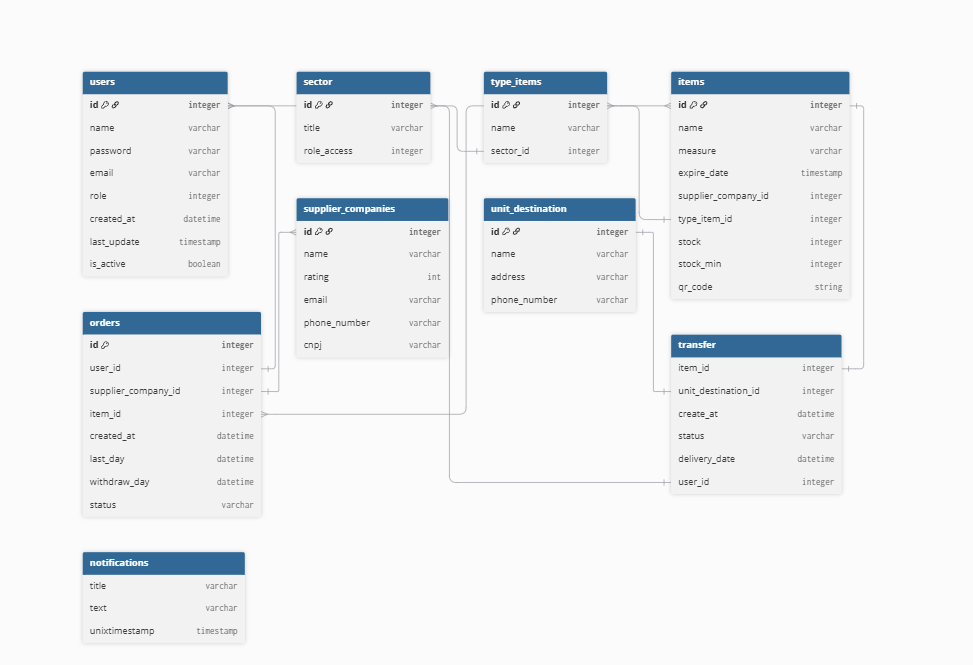 users
id integer
name varchar
password varchar
email varchar
role integer
created_at datetime
last_update timestamp
is_active boolean
sector
id integer
title varchar
role_access integer
type_items
id integer
name varchar
sector_id integer
items
id integer
name varchar
measure varchar
expire_date timestamp
supplier_company_id integer
type_item_id integer
stock integer
stock_min integer
qr_code string
supplier_companies
id integer
name varchar
rating int
email varchar
phone_number varchar
cnpj varchar
unit_destination
id integer
name varchar
address varchar
phone_number varchar
orders
id integer
user_id integer
supplier_company_id integer
item_id integer
created_at datetime
last_day datetime
withdraw_day datetime
status varchar
transfer
item_id integer
unit_destination_id integer
create_at datetime
status varchar
delivery_date datetime
user_id integer
notifications
title varchar
text varchar
unixtimestamp timestamp